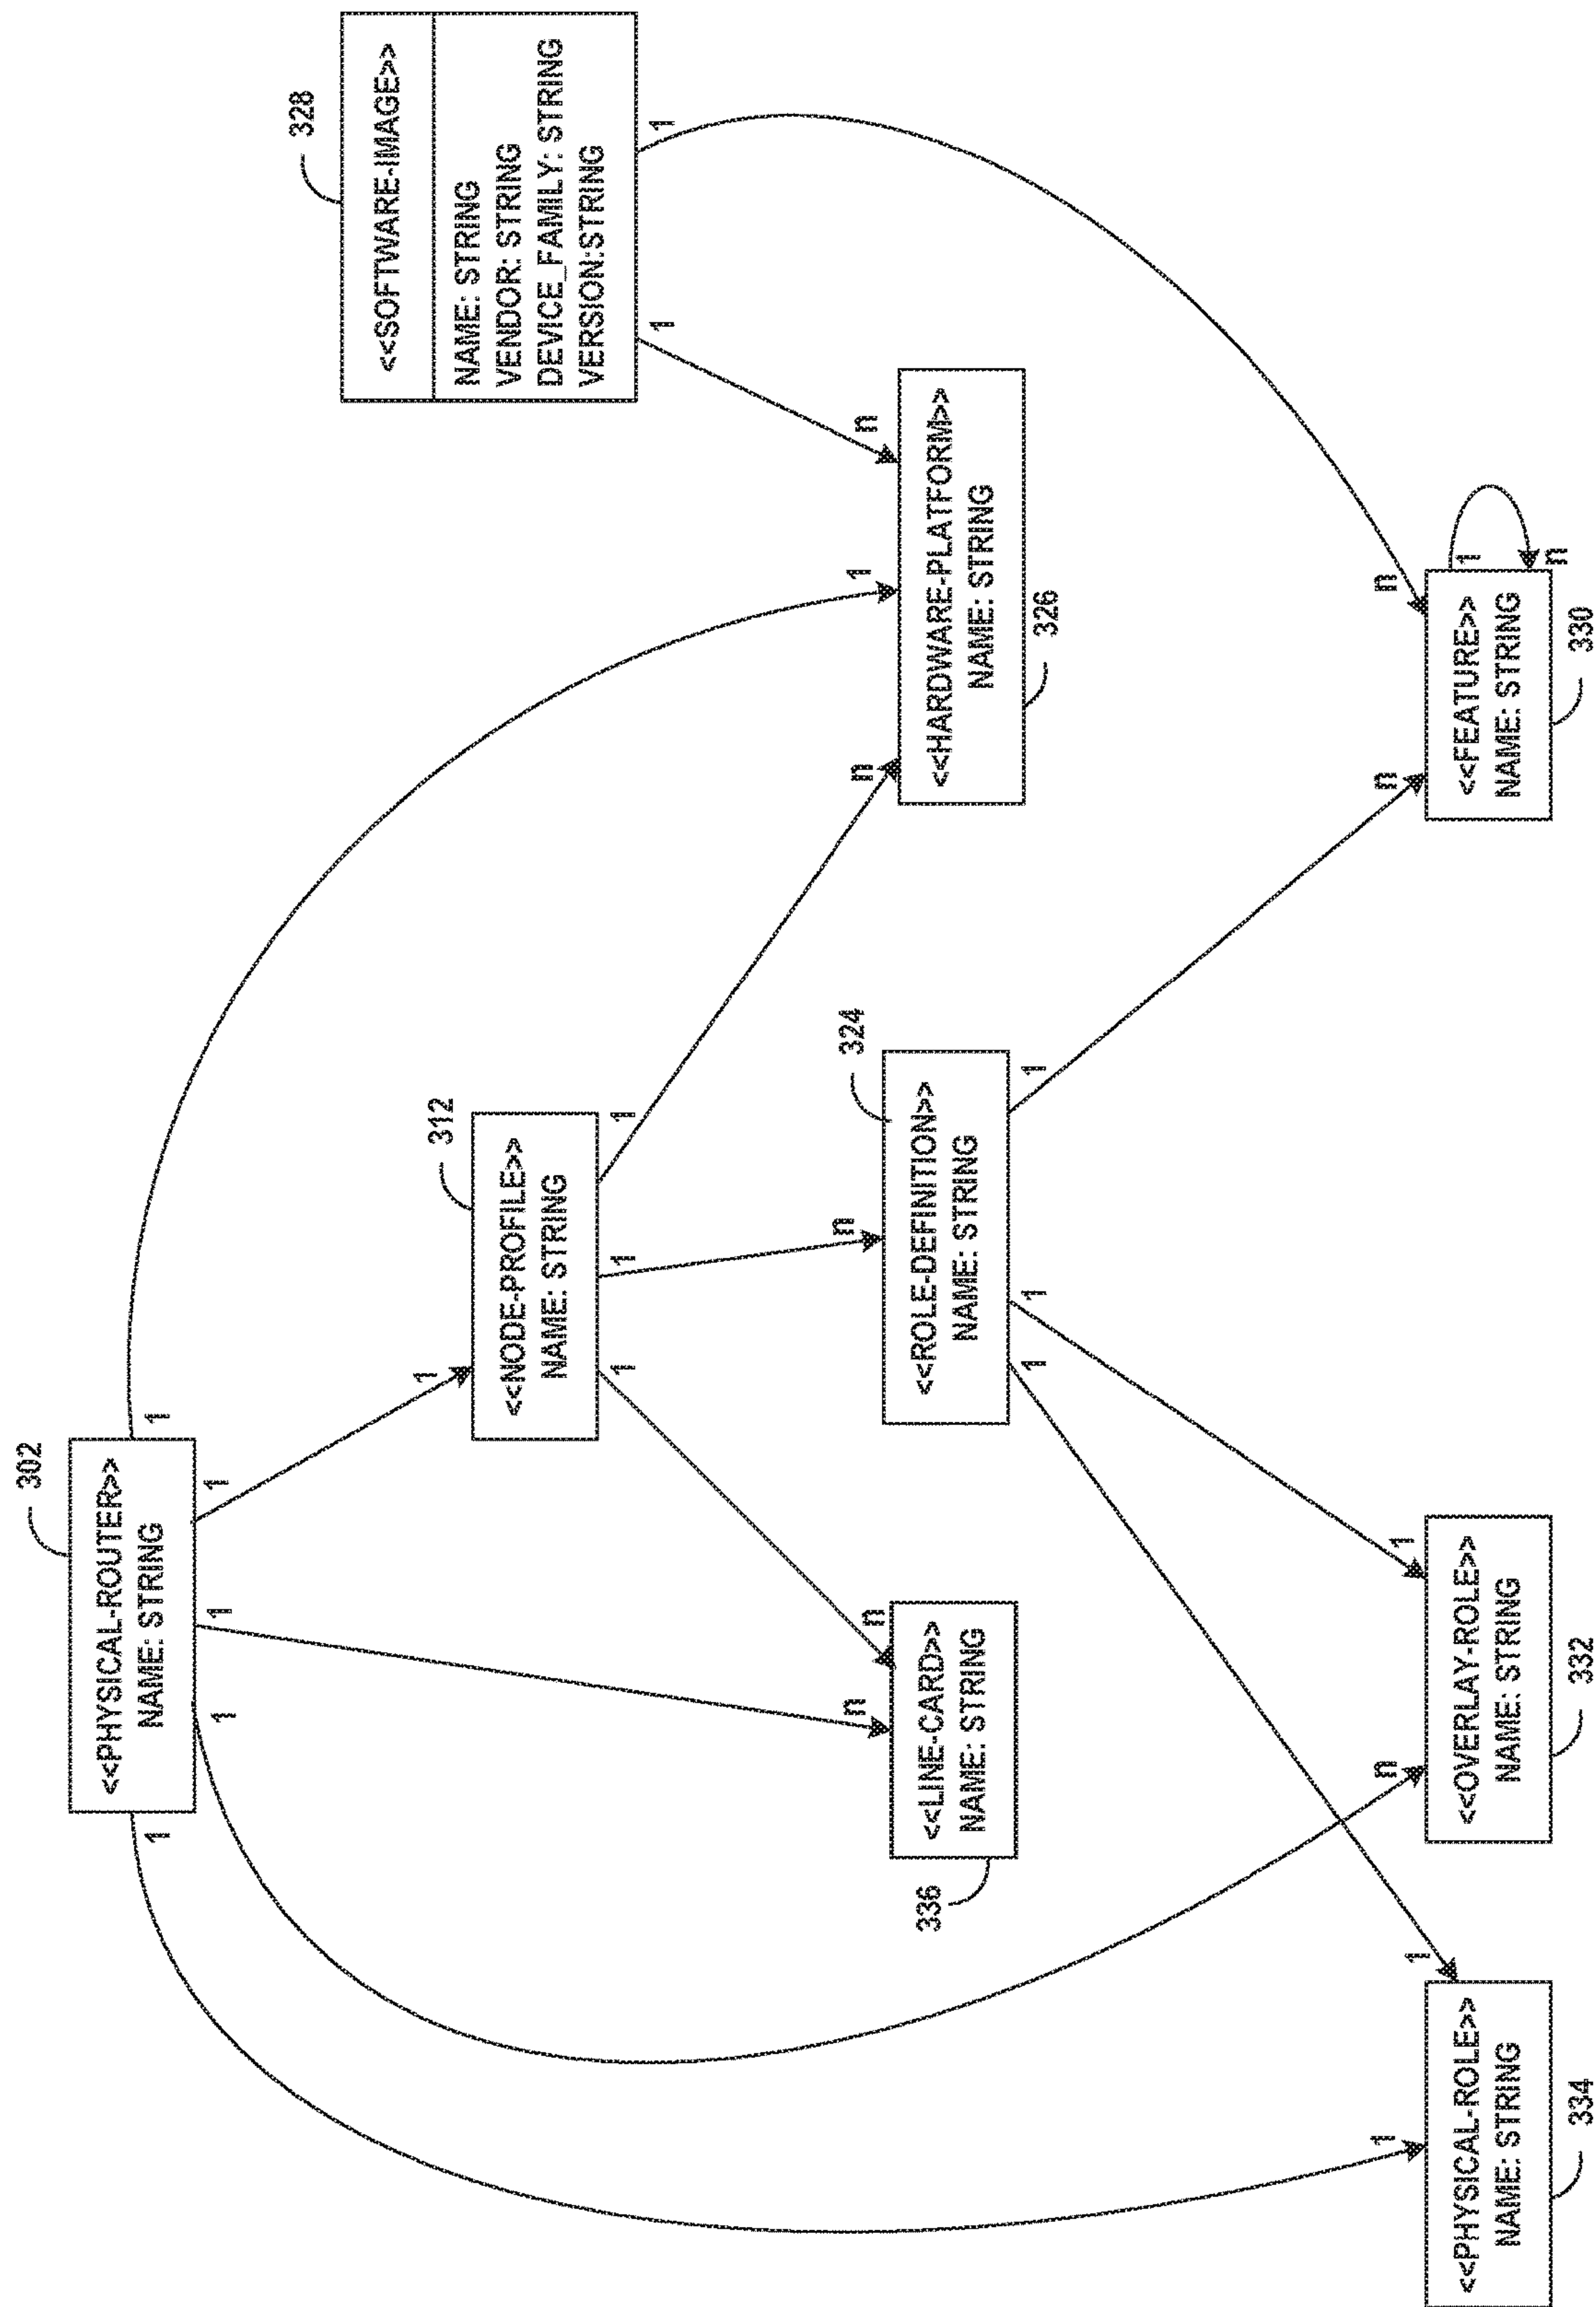 302
<<PHYSICAL-ROUTER>>
NAME: STRING
1
1
1
1
1
328
<<SOFTWARE-IMAGE>>
NAME: STRING
VENDOR: STRING
DEVICE_FAMILY: STRING
VERSION:STRING
1
1
1
312
<<NODE-PROFILE>>
NAME: STRING
1
1
1
n
n
n
n
1
n
336
<<LINE-CARD>>
NAME: STRING
324
<<ROLE-DEFINITION>>
NAME: STRING
1
1
1
<<HARDWARE-PLATFORM>>
NAME: STRING
326
1
1
n
1
n
n
<<PHYSICAL-ROLE>>
NAME: STRING
334
<<OVERLAY-ROLE>>
NAME: STRING
332
<<FEATURE>>
NAME: STRING
330
1
n